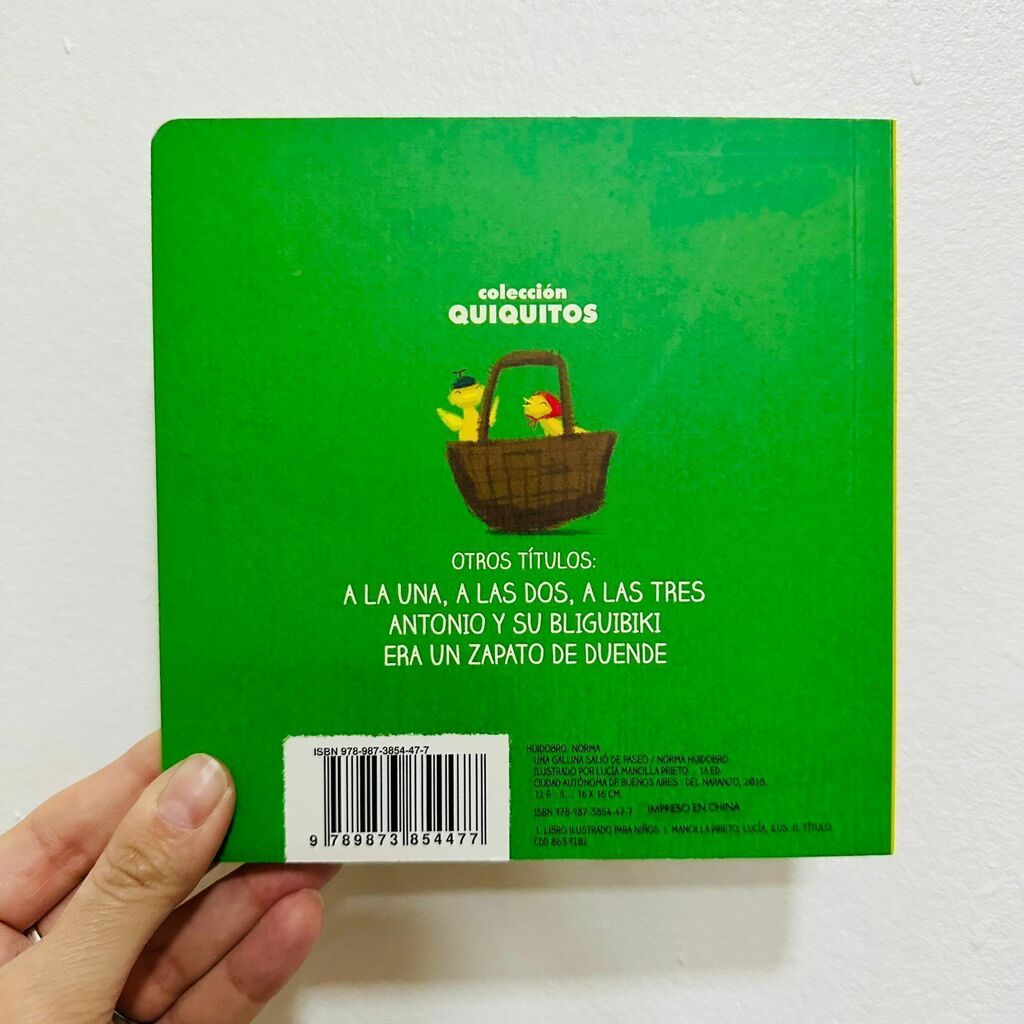 colección
QUIQUITOS
OTROS TÍTULOS:
A LA UNA, A LAS DOS, A LAS TRES
ANTONIO Y SU BLIGUIBIKI
ERA UN ZAPATO DE DUENDE
ISBN 978-987-3854-47-7
9 789873 854477
HUIDOBRO, NORMA
UNA GALLINA SALIÓ DE PASEO / NORMA HUIDOBRO
ILUSTRADO POR LUCÍA MANCILLA PRIETO. - 1A ED.
CIUDAD AUTÓNOMA DE BUENOS AIRES : DEL NARANJO, 2018.
12 P. : IL. ; 16 X 16 CM.
ISBN 978-987-3854-47-7 IMPRESO EN CHINA
1. LIBRO ILUSTRADO PARA NIÑOS. I. MANCILLA PRIETO, LUCÍA, ILUS. II. TÍTULO.
CDD 863.9282